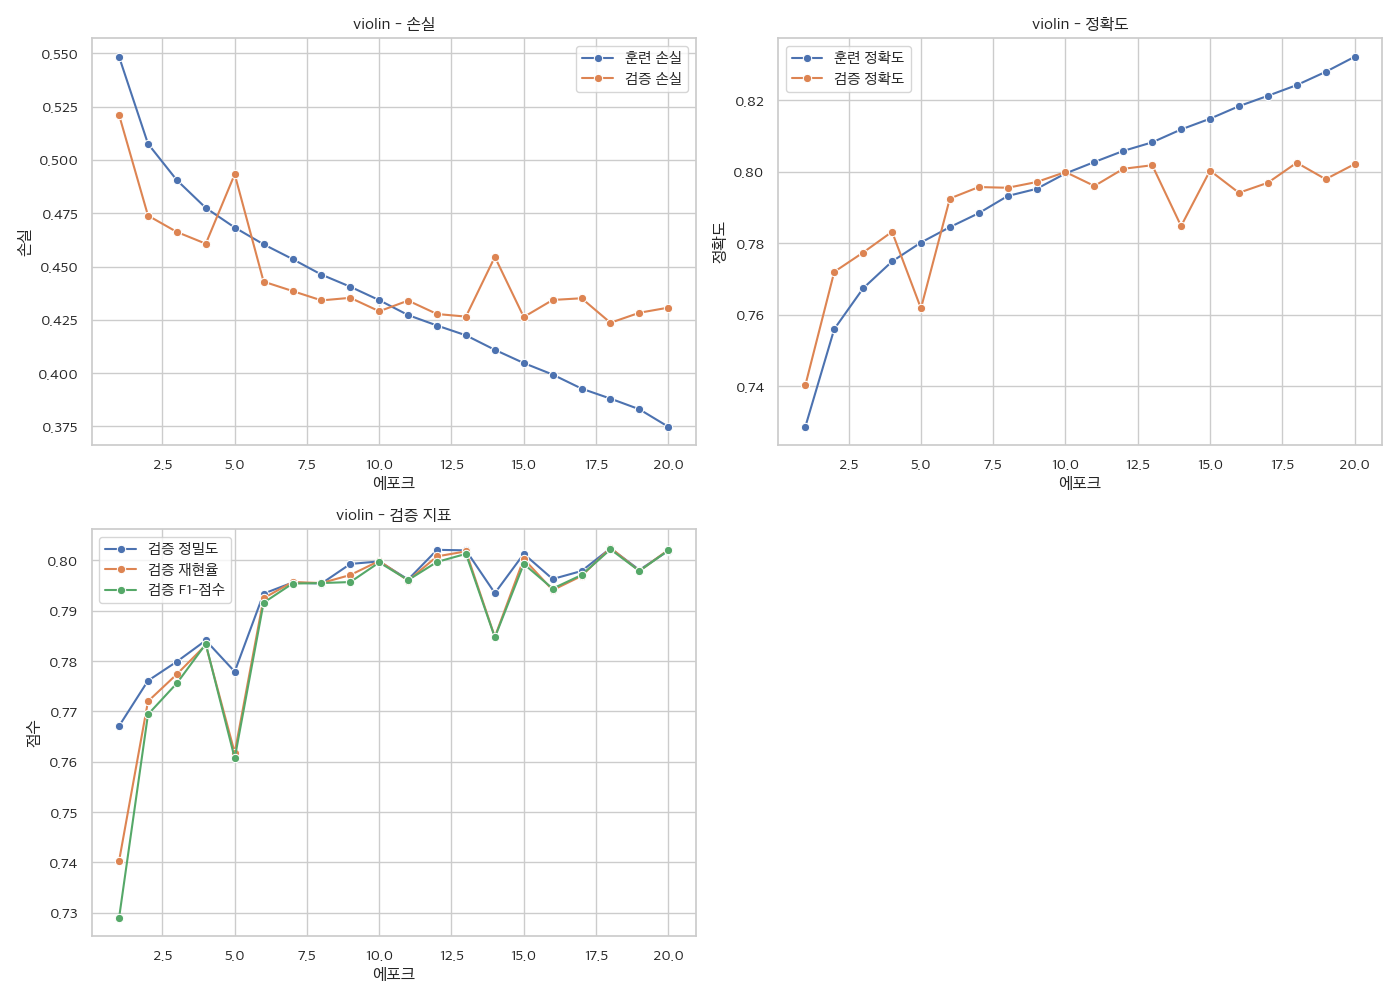 violin - 손실
손실
0.550
0.525
0.500
0.475
0.450
0.425
0.400
0.375
훈련 손실
검증 손실
2.5 5.0 7.5 10.0 12.5 15.0 17.5 20.0
에포크
violin - 정확도
정확도
0.82
0.80
0.78
0.76
0.74
훈련 정확도
검증 정확도
2.5 5.0 7.5 10.0 12.5 15.0 17.5 20.0
에포크
violin - 검증 지표
점수
0.80
0.79
0.78
0.77
0.76
0.75
0.74
0.73
검증 정밀도
검증 재현율
검증 F1-점수
2.5 5.0 7.5 10.0 12.5 15.0 17.5 20.0
에포크